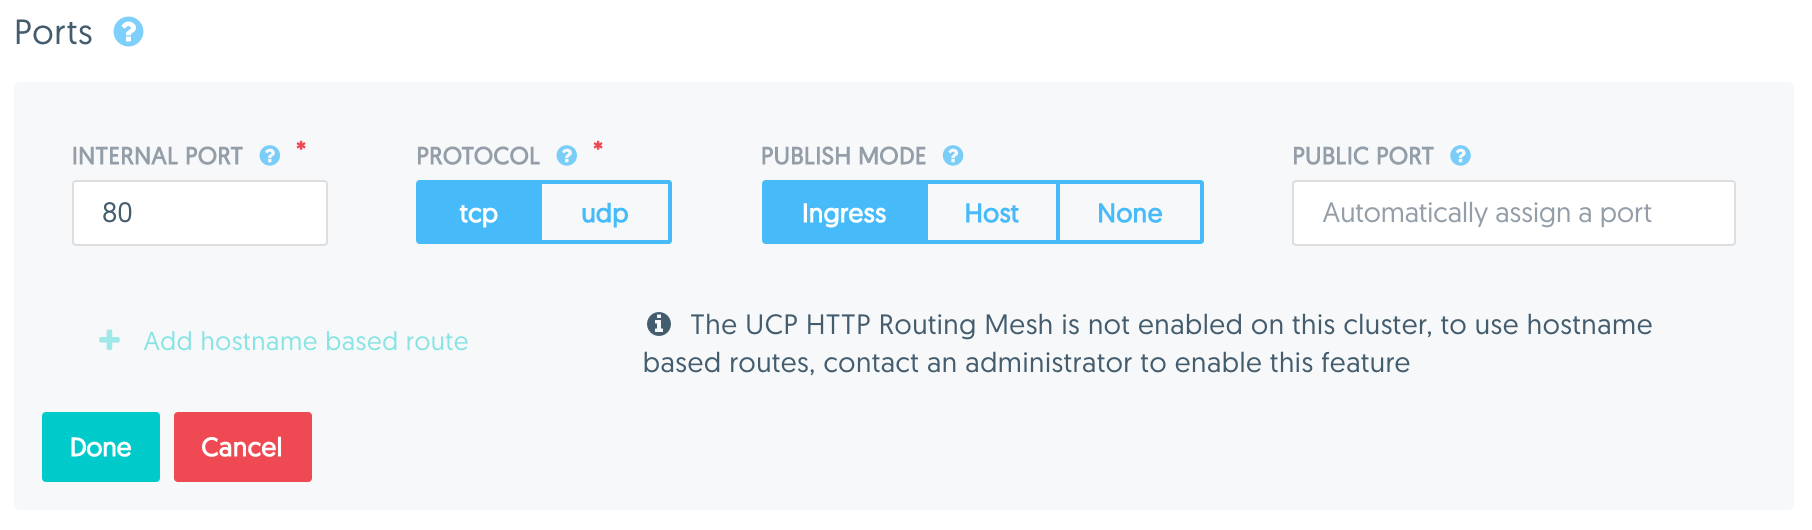 Ports ?
INTERNAL PORT ? * PROTOCOL ? * PUBLISH MODE ? PUBLIC PORT ?
80 tcp udp Ingress Host None Automatically assign a port
+ Add hostname based route
The UCP HTTP Routing Mesh is not enabled on this cluster, to use hostname
based routes, contact an administrator to enable this feature
Done Cancel